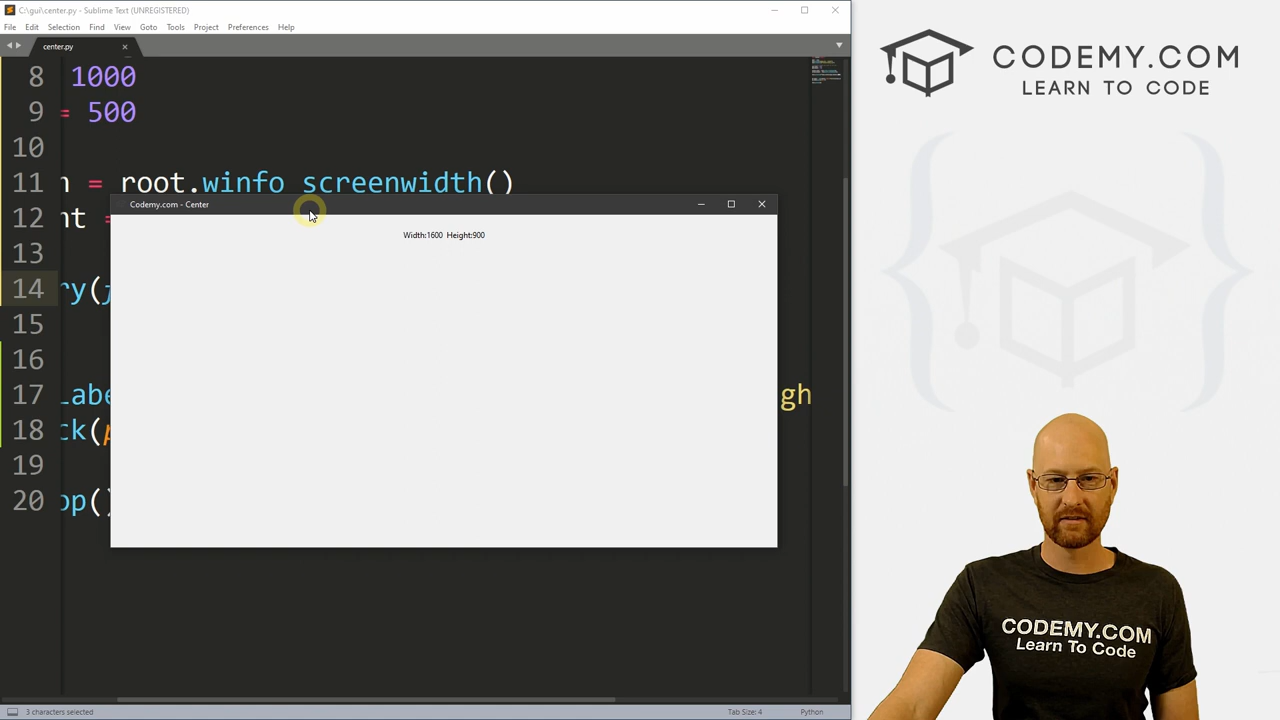 C:\gui\center.py - Sublime Text (UNREGISTERED)
File Edit Selection Find View Goto Tools Project Preferences Help
center.py
8 1000
9 = 500
10
11 n = root.winfo_screenwidth()
12 nt =
13
14 ry(
15
16
17 Labe gh
18 ck(
19
20 op()
Codemy.com - Center
Width:1600 Height:900
3 characters selected
Tab Size: 4
Python
CODEMY.COM
LEARN TO CODE
CODEMY.COM
Learn To Code